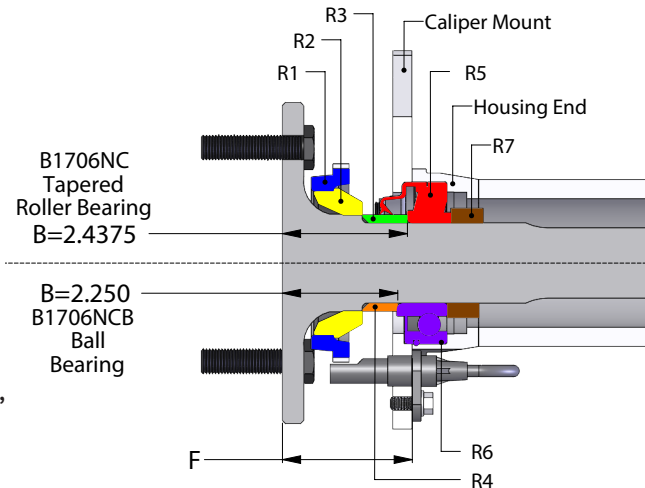 R3
Caliper Mount
R2
R1
R5
Housing End
R7
B1706NC
Tapered
Roller Bearing
B=2.4375
B=2.250
B1706NCB
Ball
Bearing
,
F
R6
R4